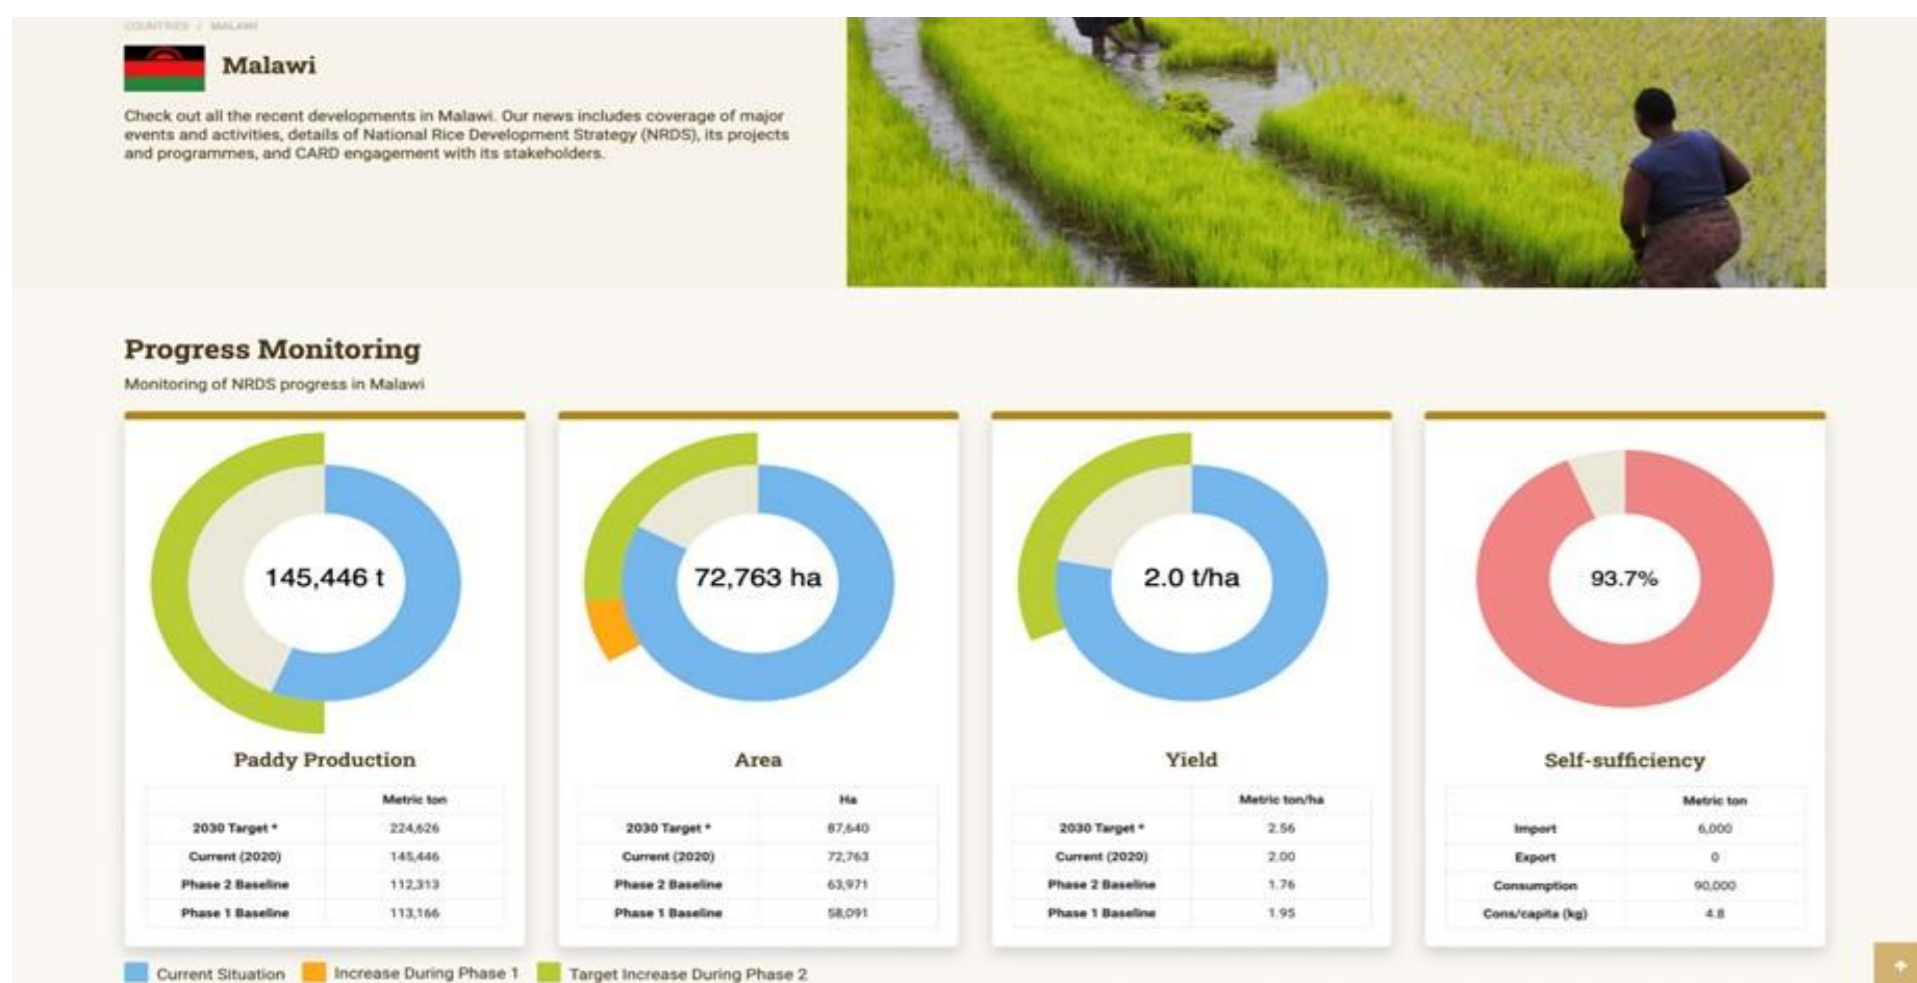 COUNTRIES / MALAWI
Malawi
Check out all the recent developments in Malawi. Our news includes coverage of major
events and activities, details of National Rice Development Strategy (NRDS), its projects
and programmes, and CARD engagement with its stakeholders.
Progress Monitoring
Monitoring of NRDS progress in Malawi
145,446 t
Paddy Production
Metric ton
2030 Target * 224,626
Current (2020) 145,446
Phase 2 Baseline 112,313
Phase 1 Baseline 113,166
72,763 ha
Area
Ha
2030 Target * 87,640
Current (2020) 72,763
Phase 2 Baseline 63,971
Phase 1 Baseline 58,091
2.0 t/ha
Yield
Metric ton/ha
2030 Target * 2.56
Current (2020) 2.00
Phase 2 Baseline 1.76
Phase 1 Baseline 1.95
93.7%
Self-sufficiency
Metric ton
Import 6,000
Export 0
Consumption 90,000
Cons/capita (kg) 4.8
Current Situation Increase During Phase 1 Target Increase During Phase 2